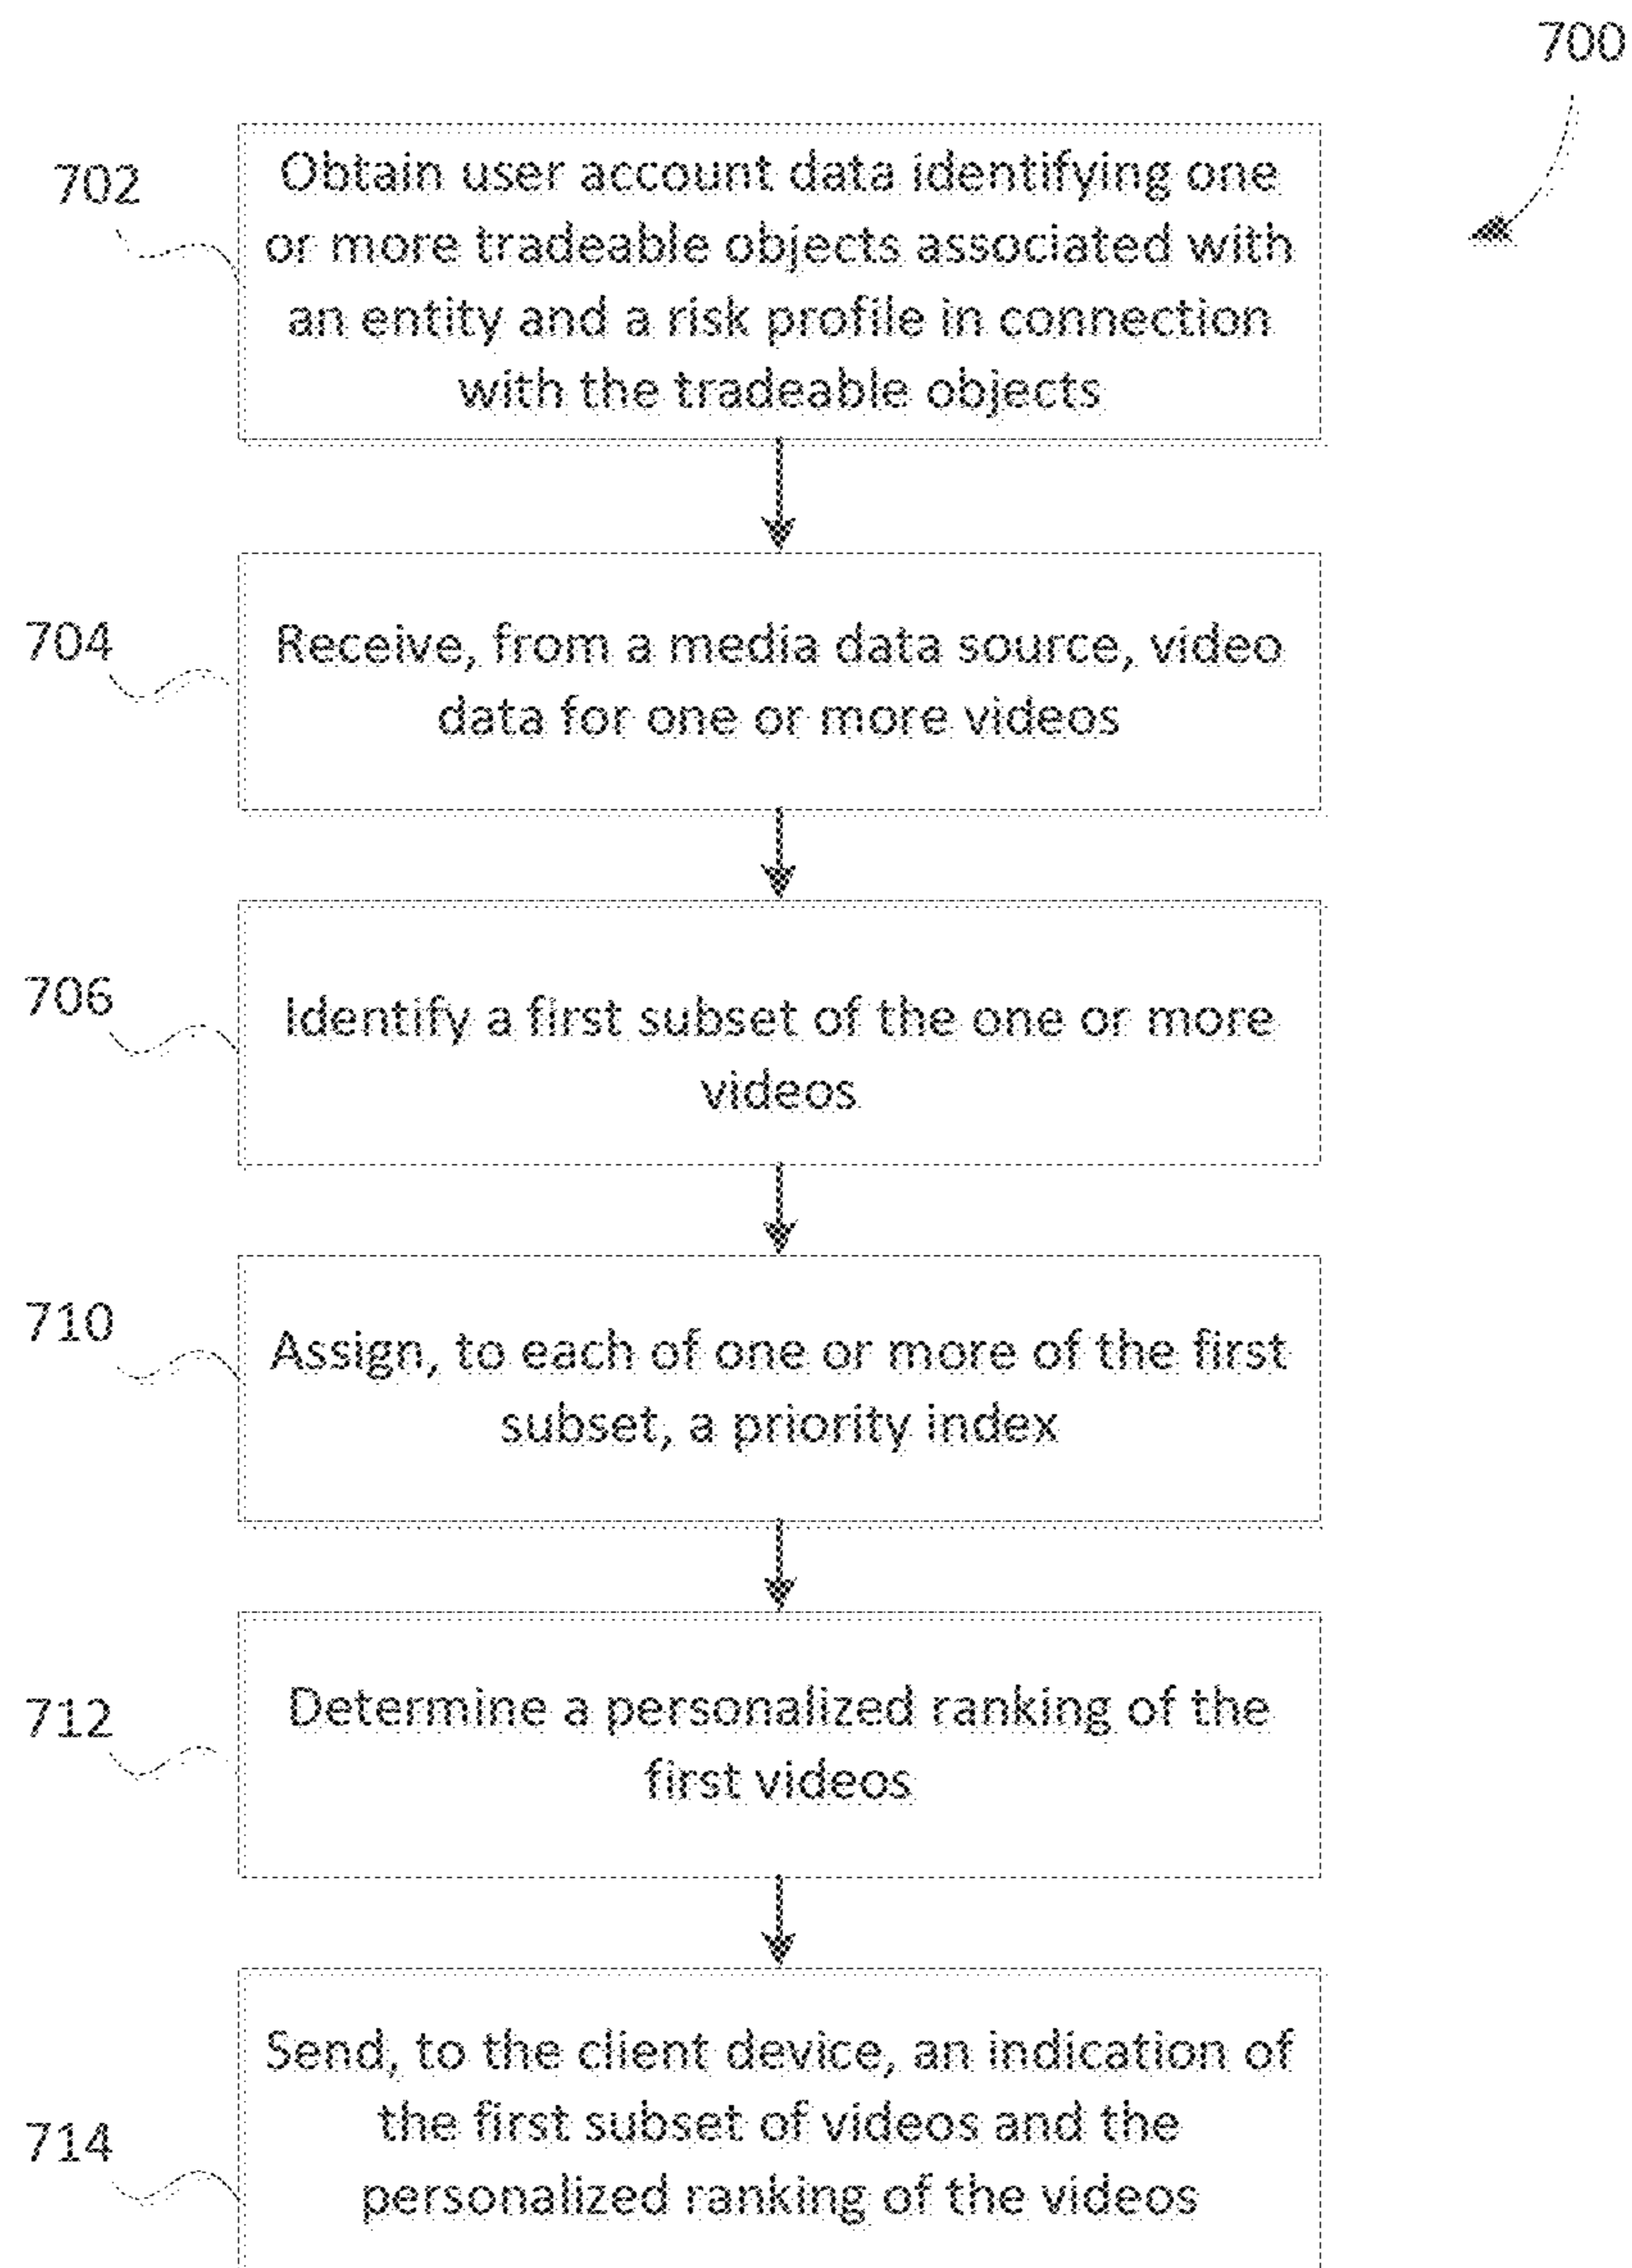 700
702
Obtain user account data identifying one
or more tradeable objects associated with
an entity and a risk profile in connection
with the tradeable objects
704
Receive, from a media data source, video
data for one or more videos
706
Identify a first subset of the one or more
videos
710
Assign, to each of one or more of the first
subset, a priority index
712
Determine a personalized ranking of the
first videos
714
Send, to the client device, an indication of
the first subset of videos and the
personalized ranking of the videos